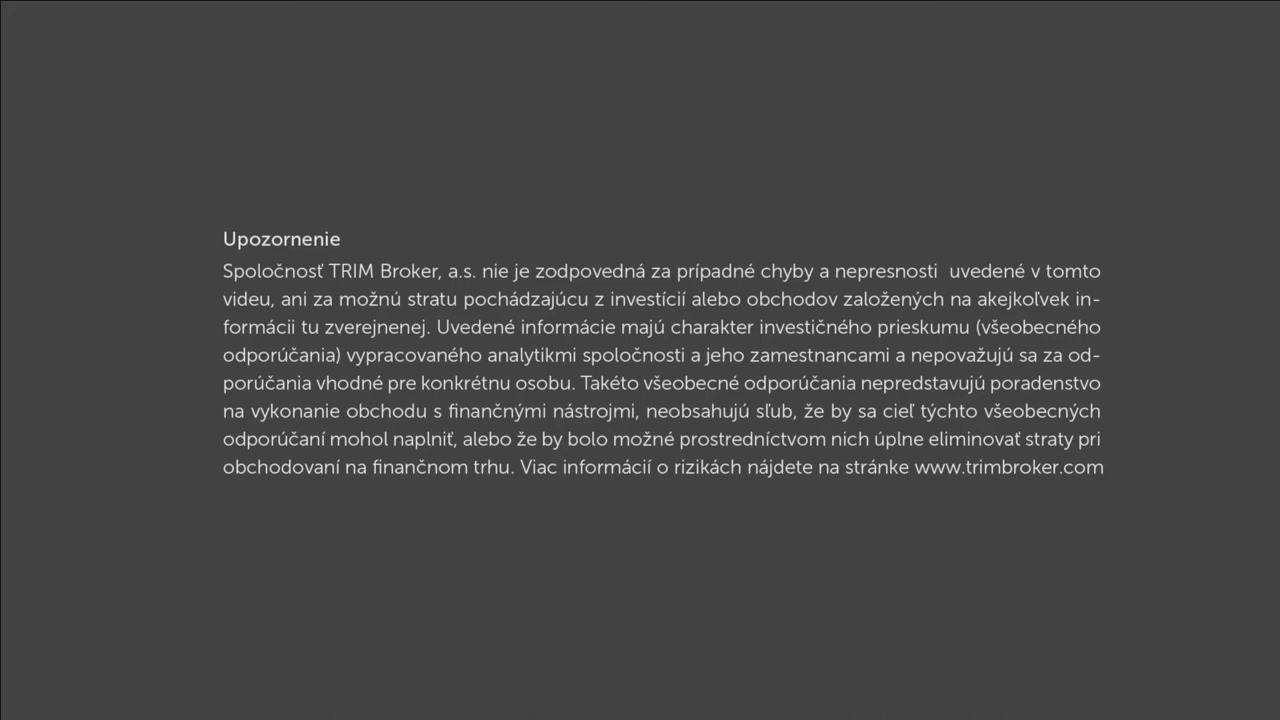 Upozornenie
Spoločnosť TRIM Broker, a.s. nie je zodpovedná za prípadné chyby a nepresnosti  uvedené v tomto
videu, ani za možnú stratu pochádzajúcu z investícií alebo obchodov založených na akejkoľvek in-
formácii tu zverejnenej. Uvedené informácie majú charakter investičného prieskumu (všeobecného
odporúčania) vypracovaného analytikmi spoločnosti a jeho zamestnancami a nepovažujú sa za od-
porúčania vhodné pre konkrétnu osobu. Takéto všeobecné odporúčania nepredstavujú poradenstvo
na vykonanie obchodu s finančnými nástrojmi, neobsahujú sľub, že by sa cieľ týchto všeobecných
odporúčaní mohol naplniť, alebo že by bolo možné prostredníctvom nich úplne eliminovať straty pri
obchodovaní na finančnom trhu. Viac informácií o rizikách nájdete na stránke www.trimbroker.com